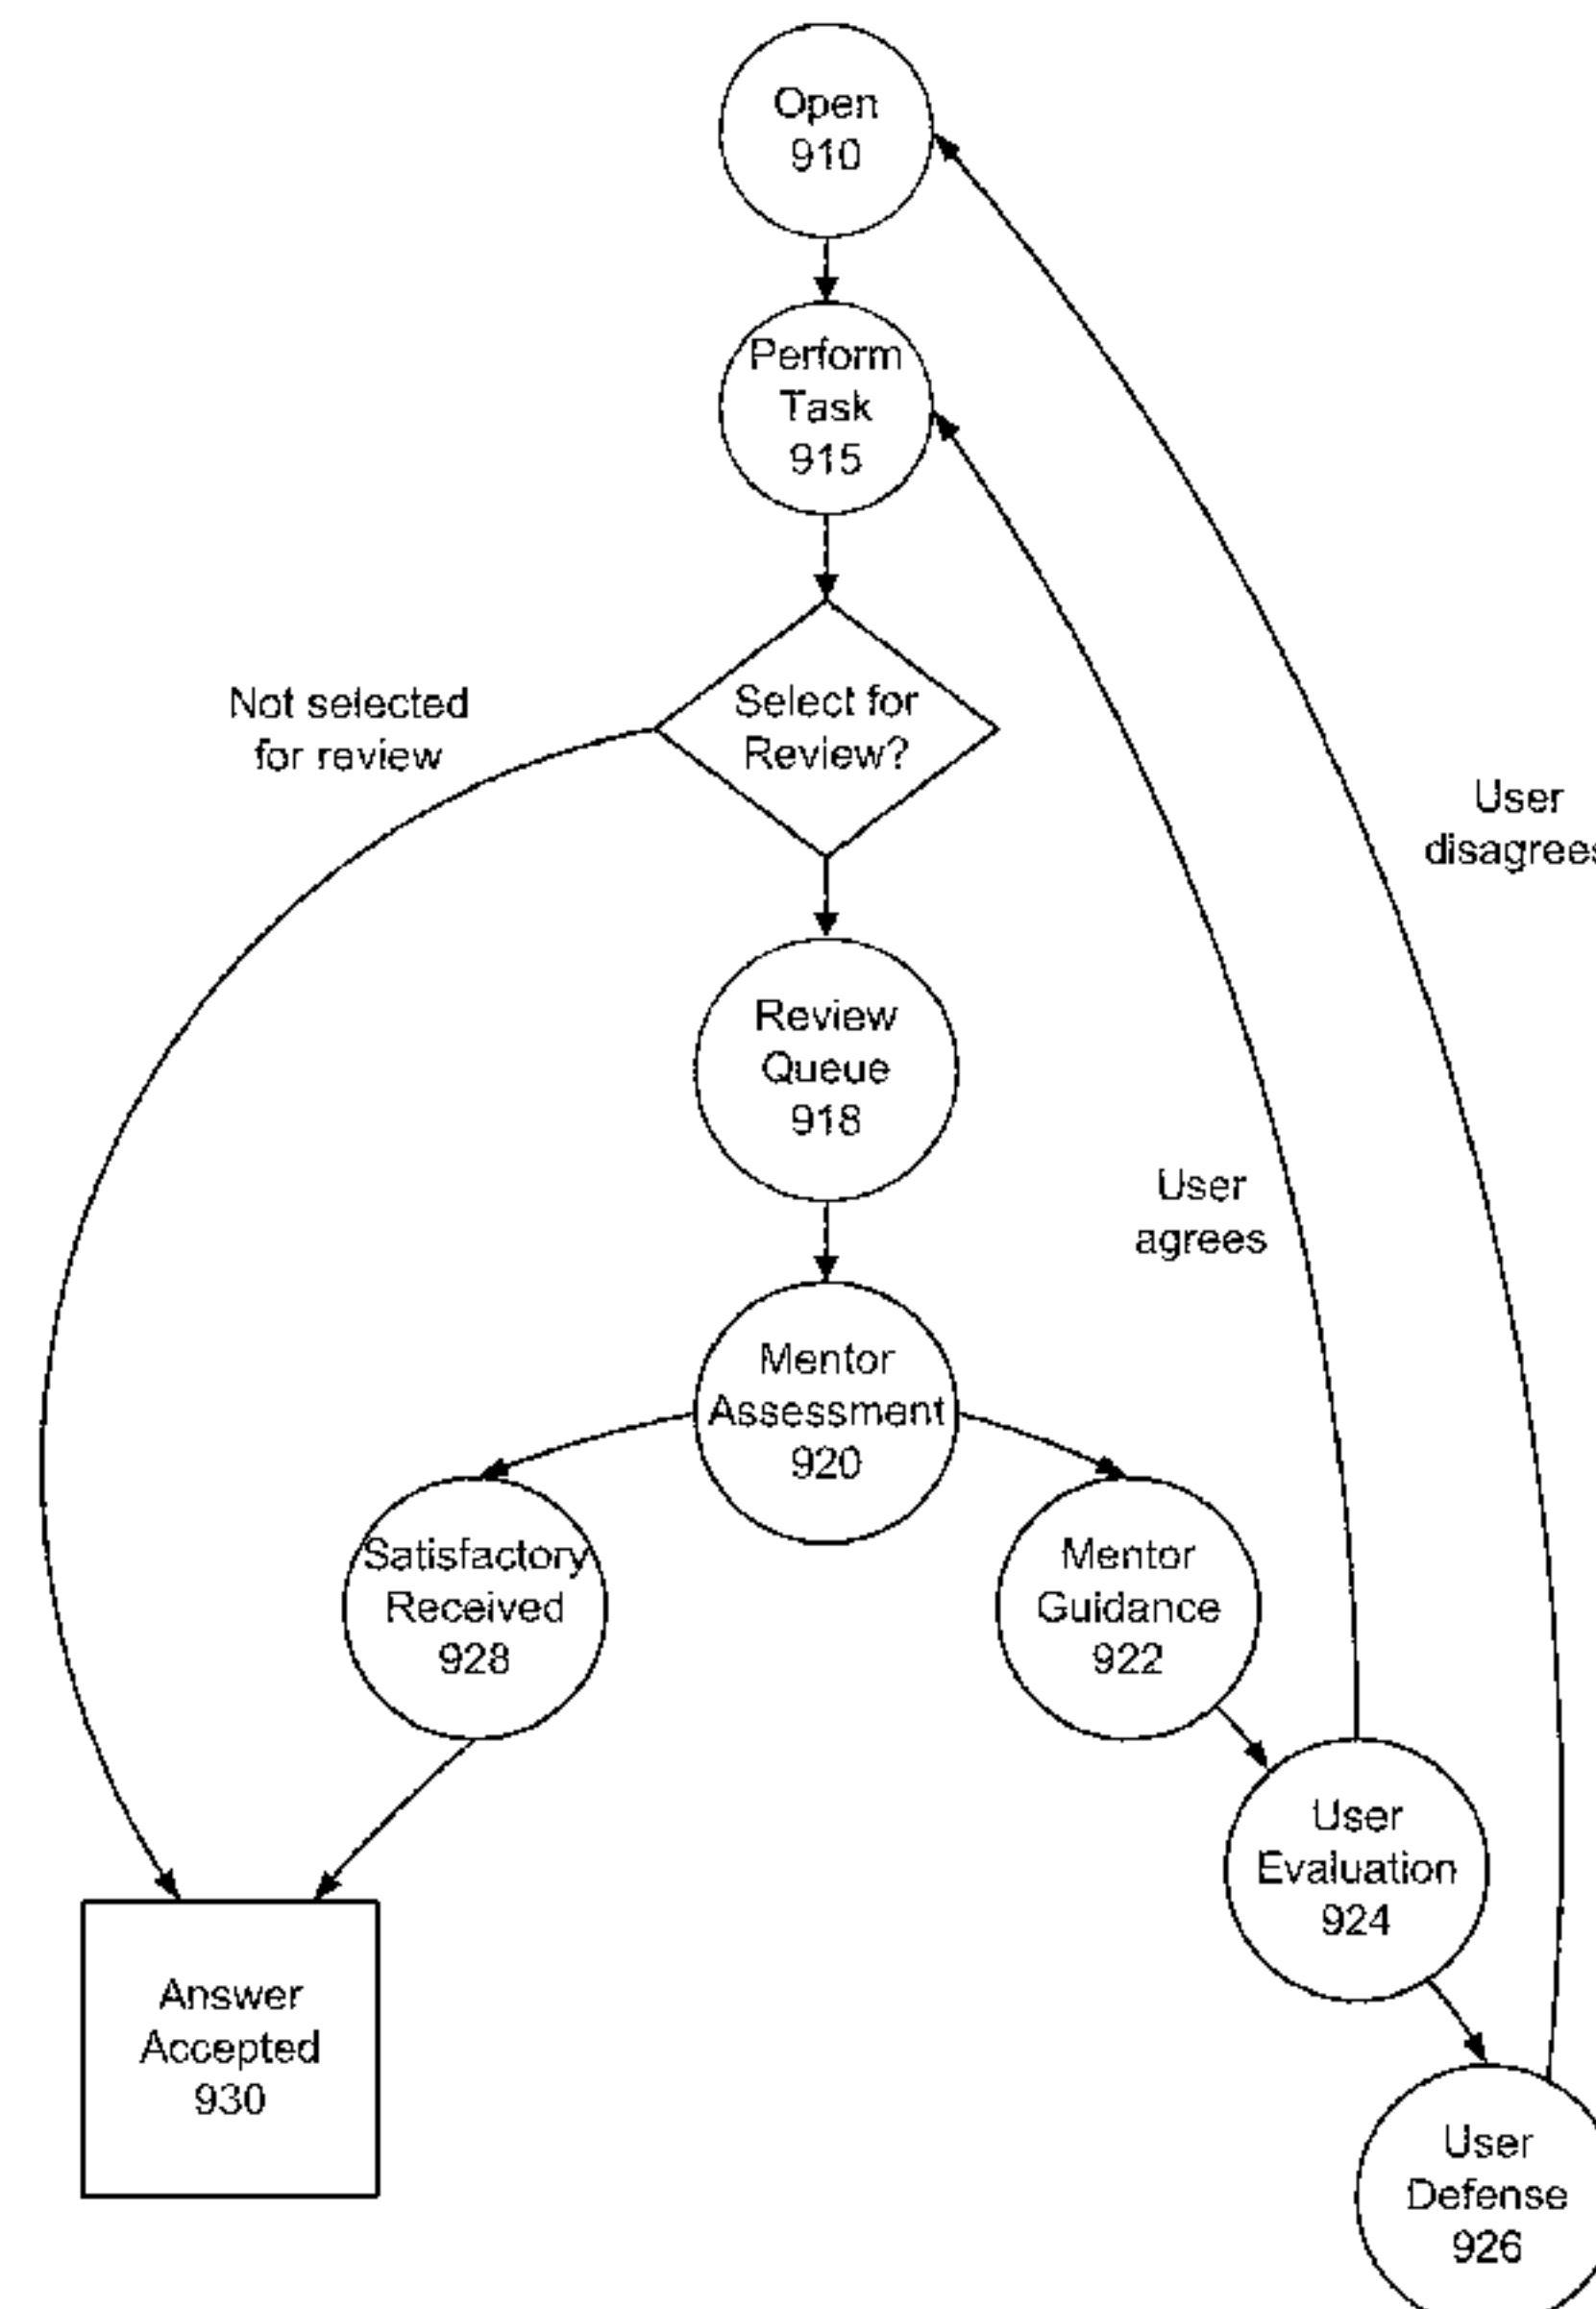 Open
910
Perform
Task
915
Not selected
for review
Select for
Review?
User
disagrees
Review
Queue
918
User
agrees
Mentor
Assessment
920
Satisfactory
Received
928
Mentor
Guidance
922
User
Evaluation
924
Answer
Accepted
930
User
Defense
926